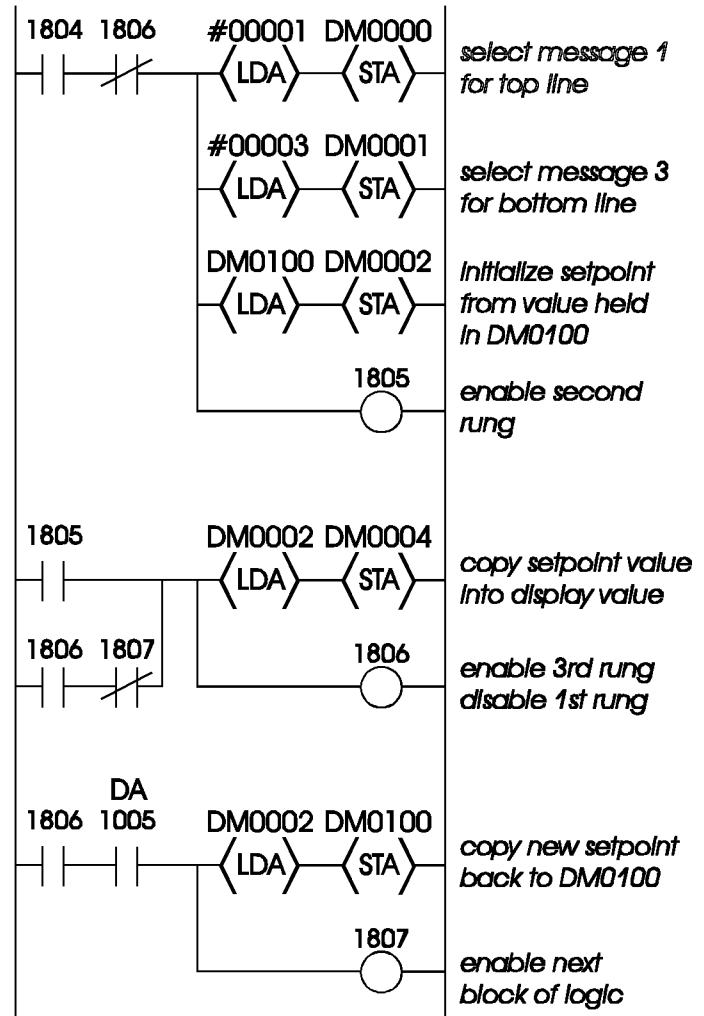 1804 1806 #00001 DM0000
LDA STA
select message 1
for top line
#00003 DM0001
LDA STA
select message 3
for bottom line
DM0100 DM0002
LDA STA
initialize setpoint
from value held
in DM0100
1805
enable second
rung
1805 DM0002 DM0004
LDA STA
copy setpoint value
into display value
1806 1807 1806
enable 3rd rung
disable 1st rung
DA
1806 1005 DM0002 DM0100
LDA STA
copy new setpoint
back to DM0100
1807
enable next
block of logic